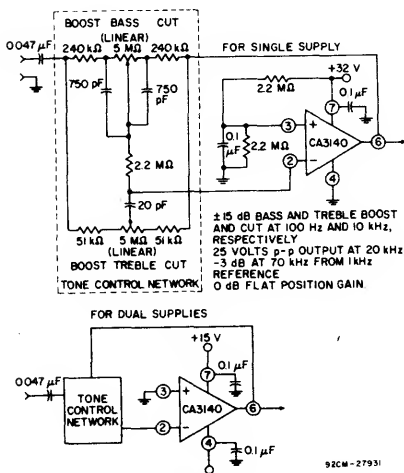 BOOST BASS CUT
(LINEAR)
0.047 µF
240 kΩ
5 MΩ
240 kΩ
750 pF
750 pF
2.2 MΩ
20 pF
51 kΩ
5 MΩ
51 kΩ
(LINEAR)
BOOST TREBLE CUT
TONE CONTROL NETWORK
FOR SINGLE SUPPLY
+32 V
2.2 MΩ
0.1 µF
7
0.1 µF
2.2 MΩ
3
+
CA3140
6
2
−
4
±15 dB BASS AND TREBLE BOOST
AND CUT AT 100 Hz AND 10 kHz,
RESPECTIVELY
25 VOLTS p-p OUTPUT AT 20 kHz
-3 dB AT 70 kHz FROM 1kHz
REFERENCE
0 dB FLAT POSITION GAIN.
FOR DUAL SUPPLIES
+15 V
0.047 µF
7
0.1 µF
TONE
CONTROL
NETWORK
3
+
CA3140
6
2
−
4
0.1 µF
92CM-27931